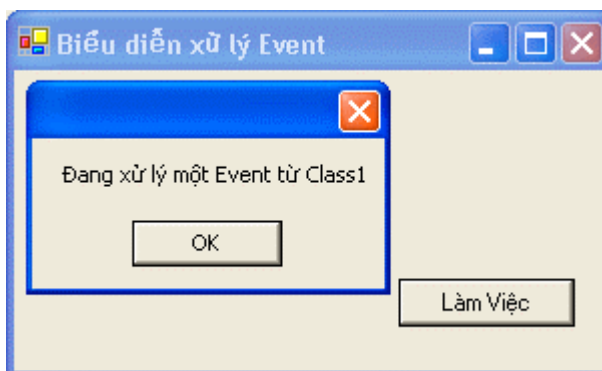 Biểu diễn xử lý Event
Đang xử lý một Event từ Class1
OK
Làm Việc